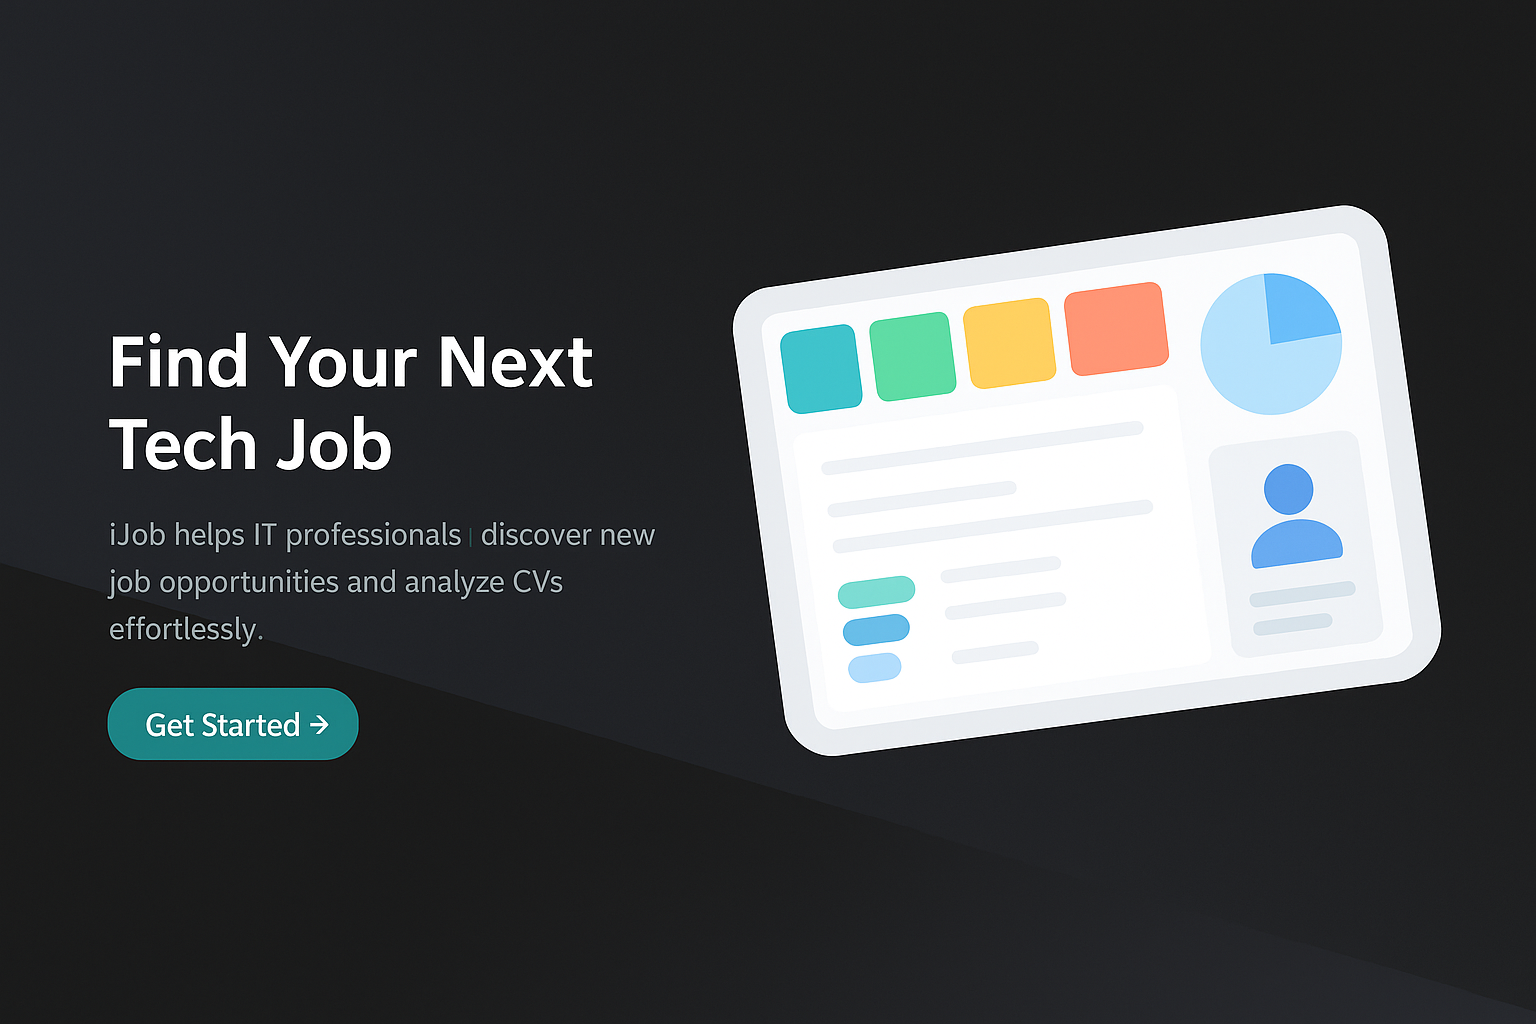 Find Your Next
Tech Job
iJob helps IT professionals | discover new
job opportunities and analyze CVs
effortlessly.
Get Started →